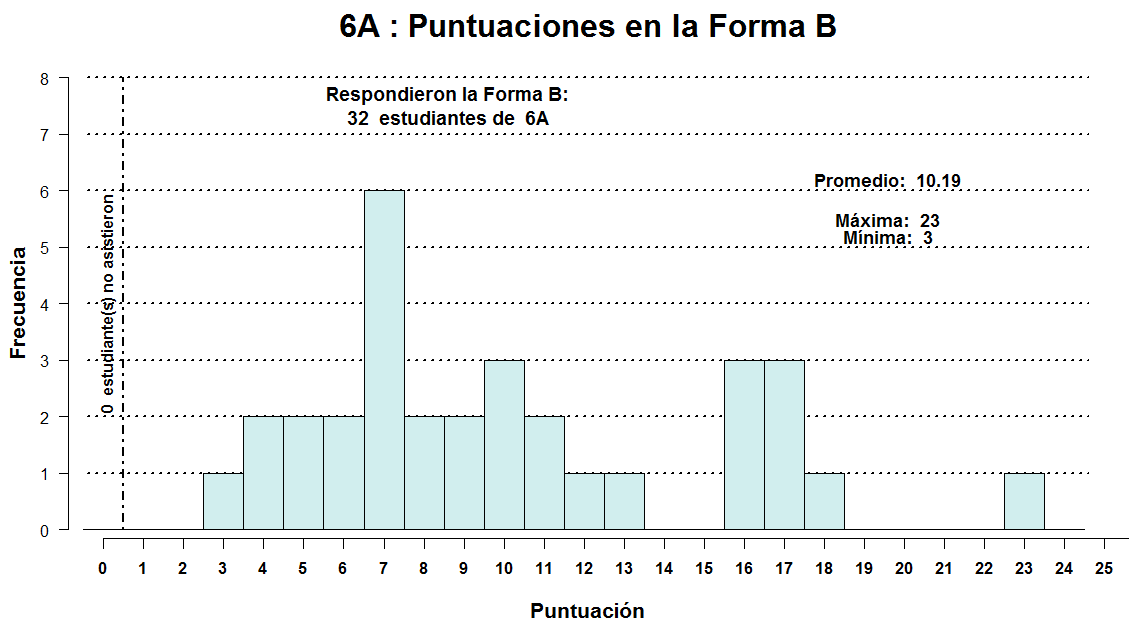 6A : Puntuaciones en la Forma B
Respondieron la Forma B:
32 estudiantes de 6A
Promedio: 10.19
Máxima: 23
Mínima: 3
0 estudiante(s) no asistieron
Frecuencia
8
7
6
5
4
3
2
1
0
0 1 2 3 4 5 6 7 8 9 10 11 12 13 14 15 16 17 18 19 20 21 22 23 24 25
Puntuación